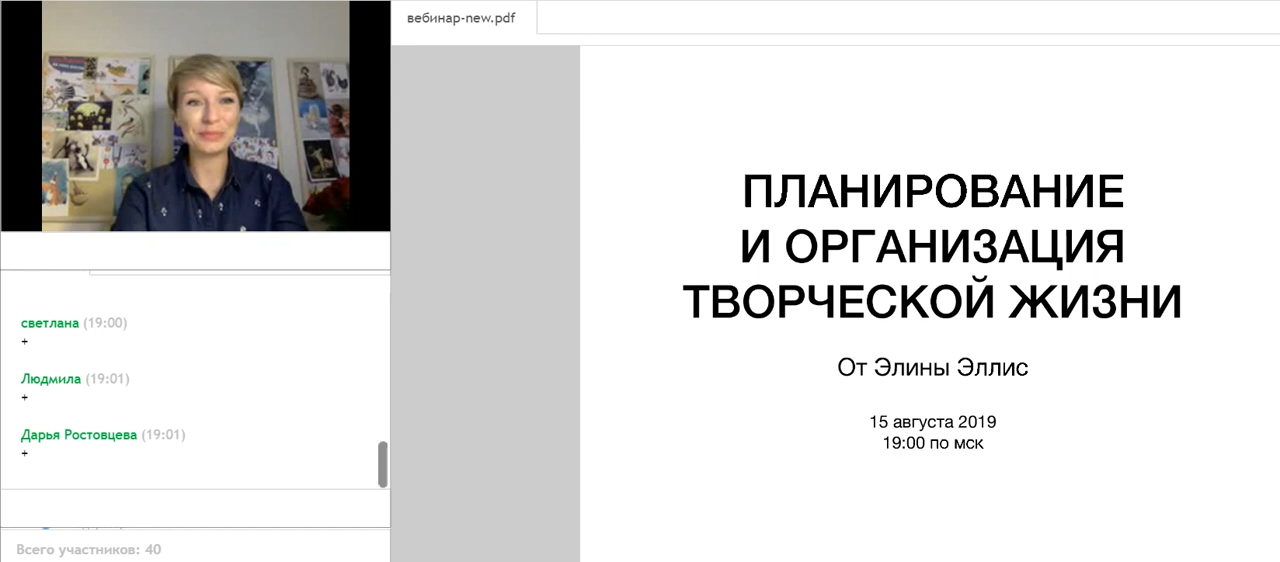 вебинар-new.pdf
ПЛАНИРОВАНИЕ
И ОРГАНИЗАЦИЯ
ТВОРЧЕСКОЙ ЖИЗНИ
От Элины Эллис
15 августа 2019
19:00 по мск
светлана (19:00)
+
Людмила (19:01)
+
Дарья Ростовцева (19:01)
+
Всего участников: 40